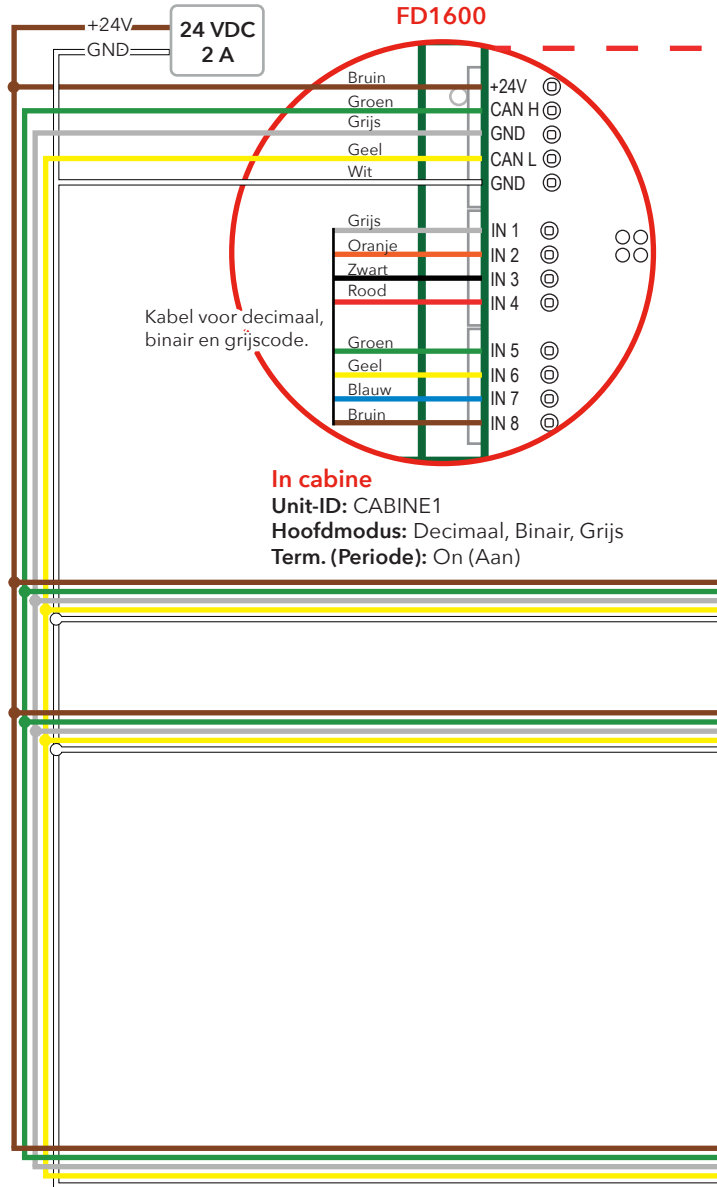 FD1600
+24V
GND
24 VDC
2 A
Bruin
+24V
Groen
CAN H
Grijs
GND
Geel
CAN L
Wit
GND
Grijs
IN 1
Oranje
IN 2
Zwart
IN 3
Rood
IN 4
Kabel voor decimaal,
binair en grijscode.
Groen
IN 5
Geel
IN 6
Blauw
IN 7
Bruin
IN 8
In cabine
Unit-ID: CABINE1
Hoofdmodus: Decimaal, Binair, Grijs
Term. (Periode): On (Aan)